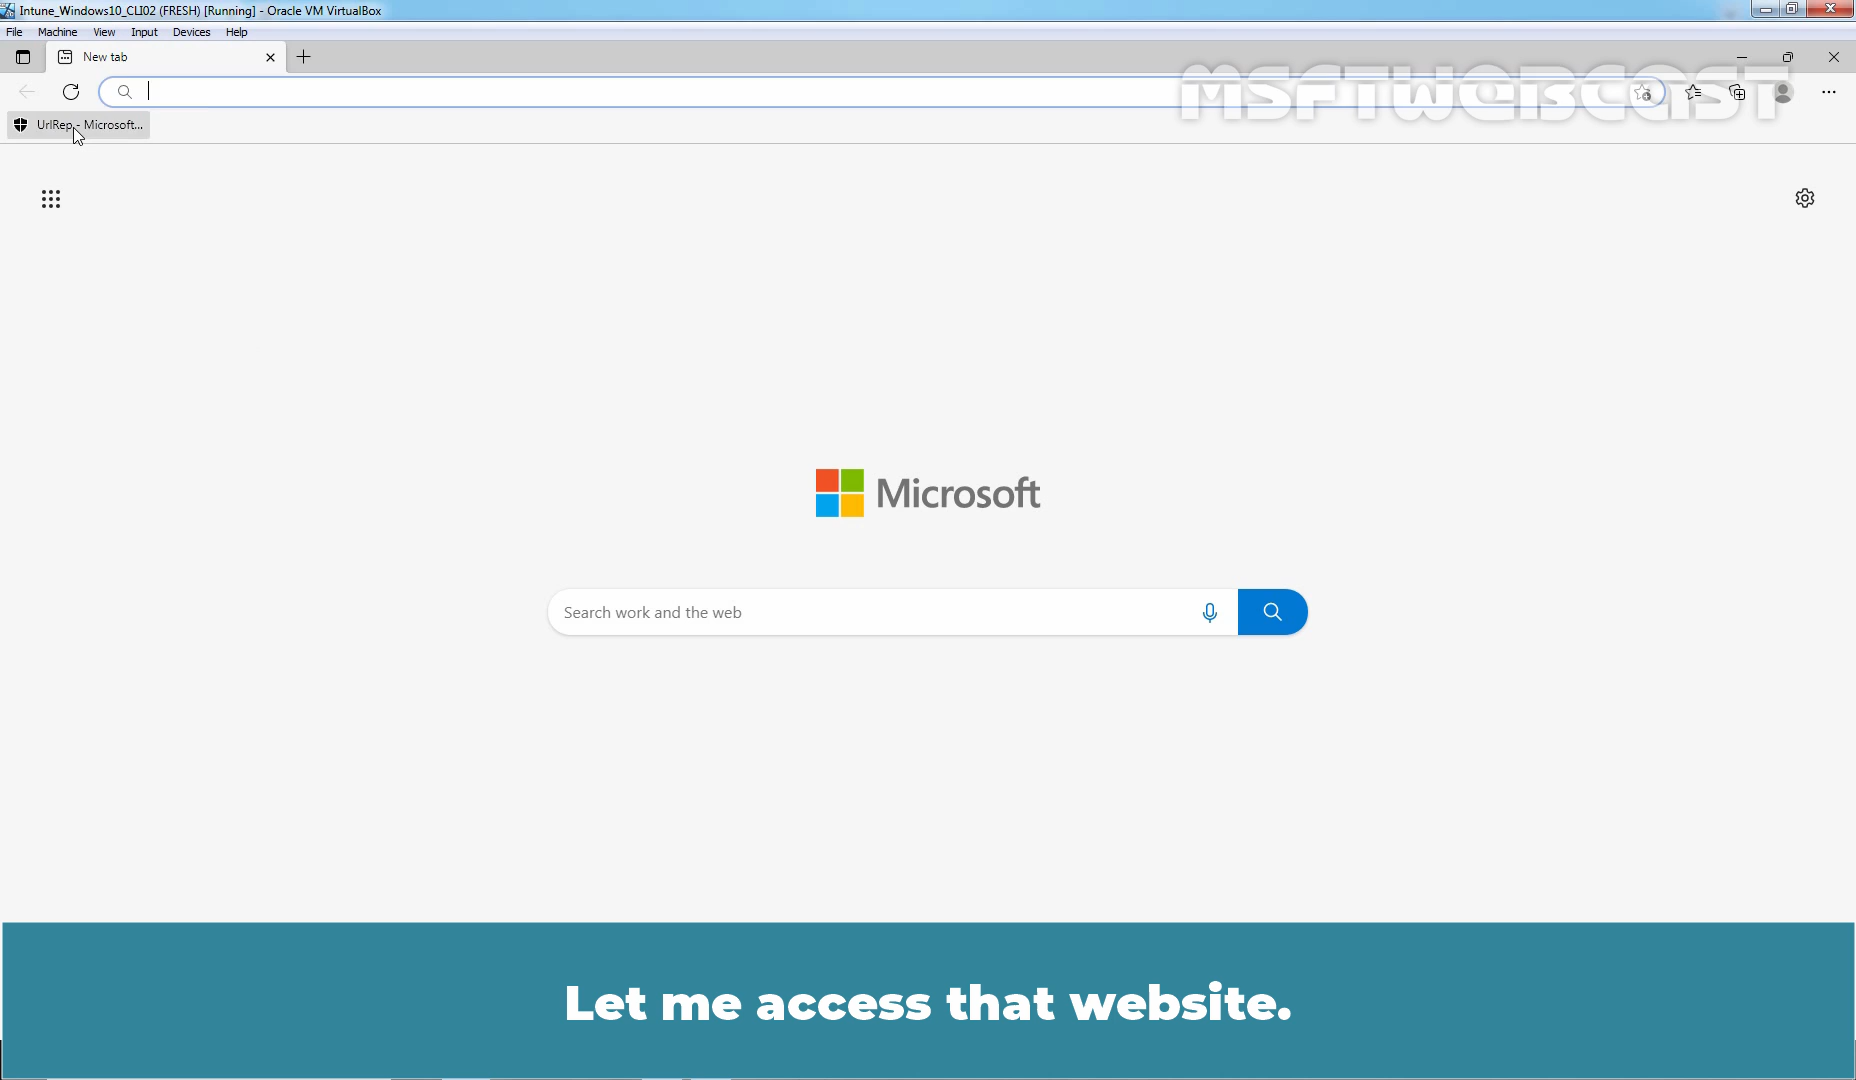 Intune_Windows10_CLI02 (FRESH) [Running] - Oracle VM VirtualBox
File Machine View Input Devices Help
New tab
MSFTWEBCAST
UrlRep - Microsoft...
Microsoft
Search work and the web
Let me access that website.